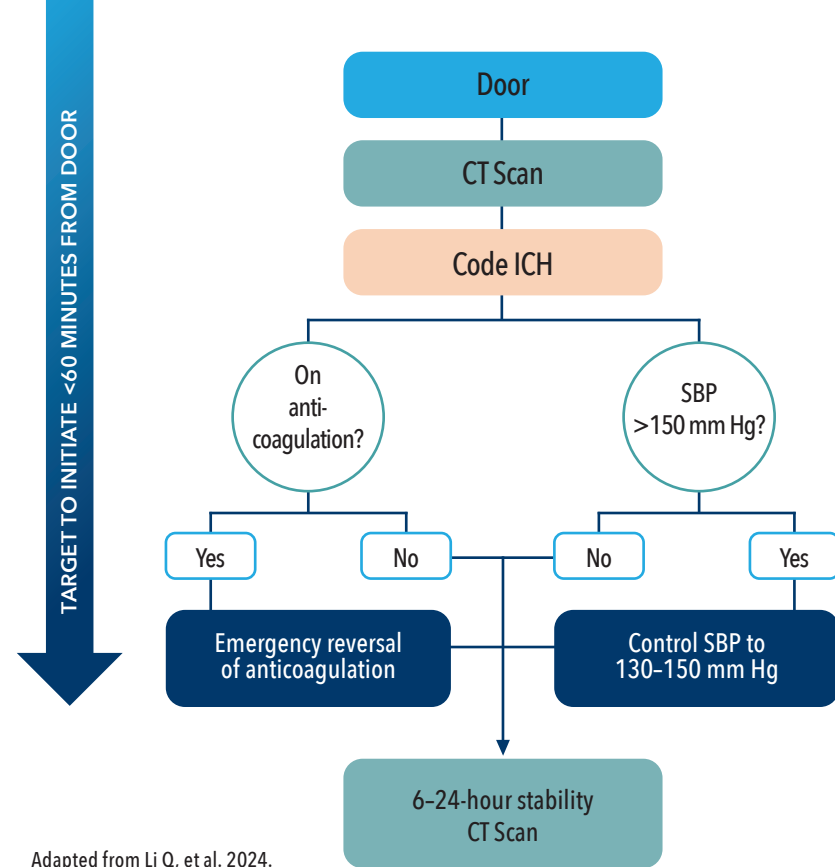 TARGET TO INITIATE <60 MINUTES FROM DOOR
Door
CT Scan
Code ICH
On
anti-
coagulation?
SBP
>150 mm Hg?
Yes
No
No
Yes
Emergency reversal
of anticoagulation
Control SBP to
130–150 mm Hg
6–24-hour stability
CT Scan
Adapted from Li Q, et al. 2024.